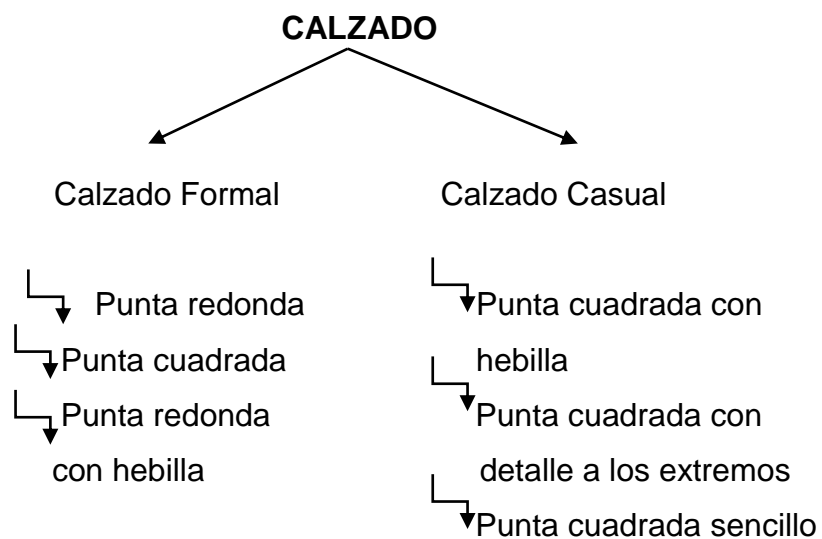 CALZADO
Calzado Formal
Punta redonda
Punta cuadrada
Punta redonda
con hebilla
Calzado Casual
Punta cuadrada con
hebilla
Punta cuadrada con
detalle a los extremos
Punta cuadrada sencillo